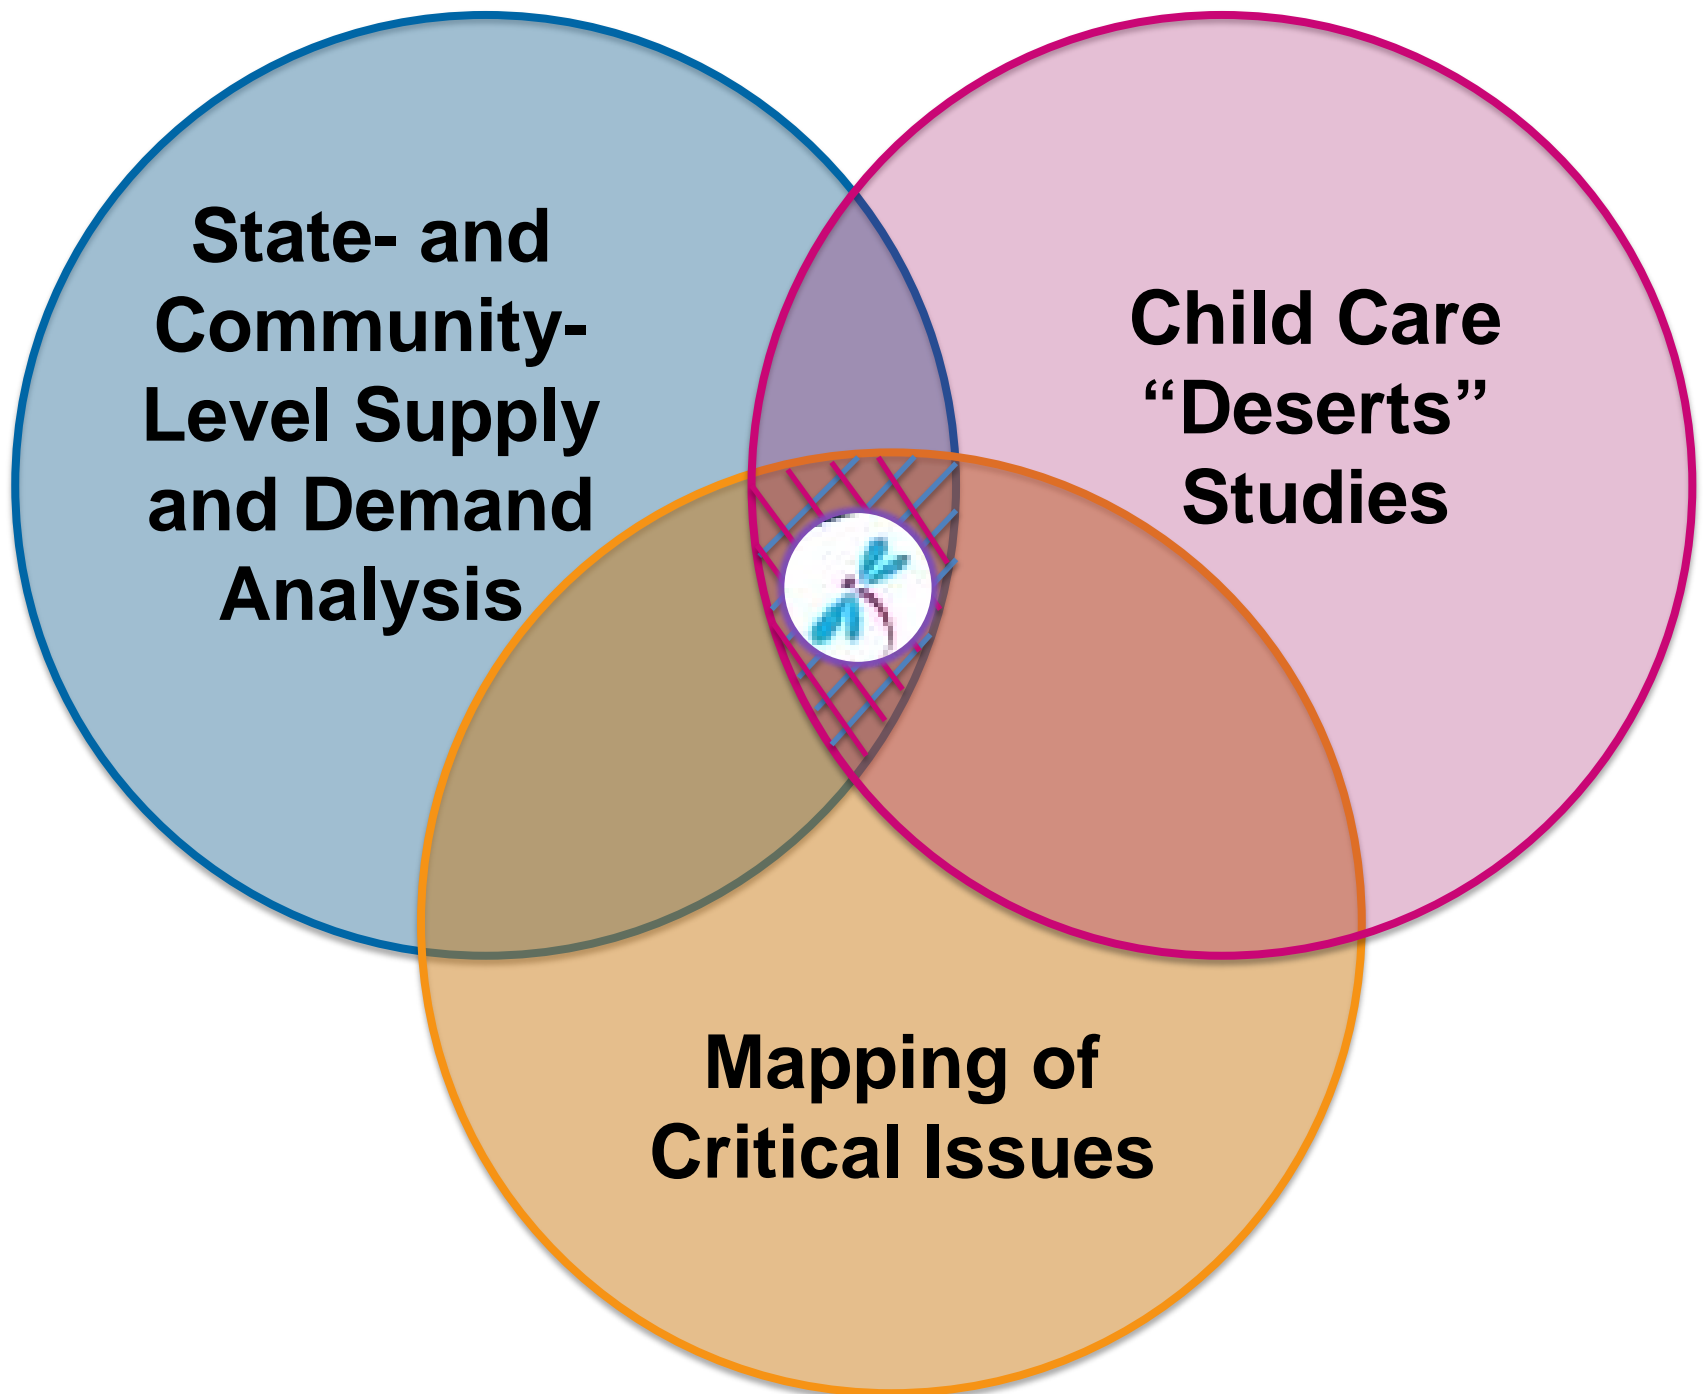 State- and
Community-
Level Supply
and Demand
Analysis
Child Care
“Deserts”
Studies
Mapping of
Critical Issues